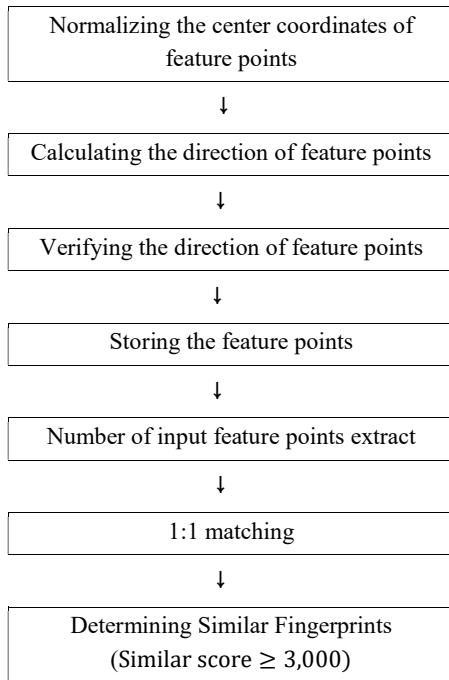 Normalizing the center coordinates of
feature points
↓
Calculating the direction of feature points
↓
Verifying the direction of feature points
↓
Storing the feature points
↓
Number of input feature points extract
↓
1:1 matching
↓
Determining Similar Fingerprints
(Similar score ≥ 3,000)